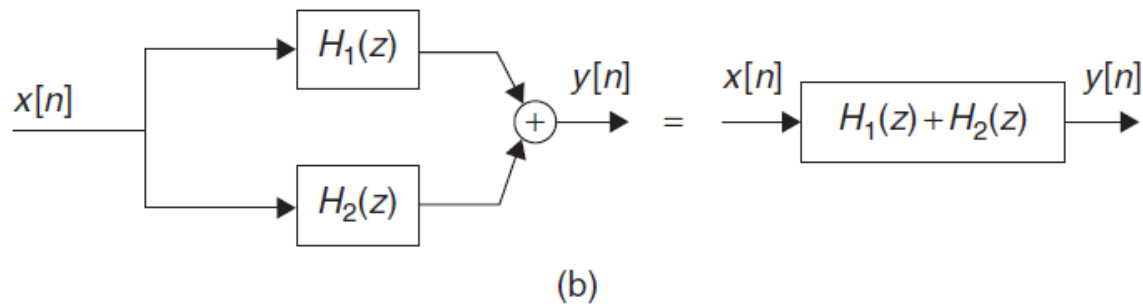 H₁(z)
x[n]
y[n]
+
=
x[n]
H₁(z) + H₂(z)
y[n]
H₂(z)
(b)